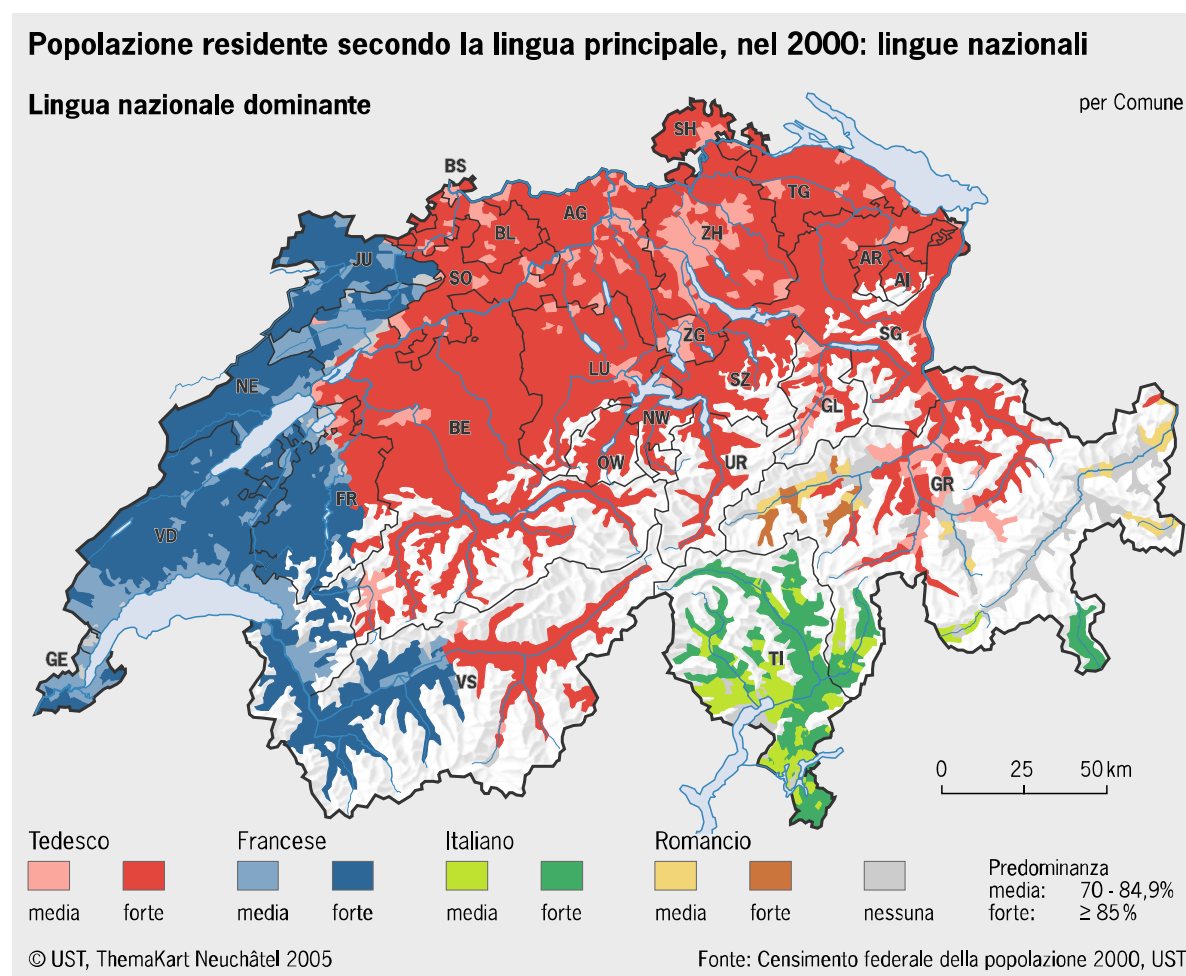 Popolazione residente secondo la lingua principale, nel 2000: lingue nazionali
Lingua nazionale dominante
per Comune
SH
BS
TG
AG
BL
ZH
JU
AR
SO
AI
SG
ZG
LU
SZ
NE
GL
NW
BE
OW
UR
GR
FR
VD
GE
TI
VS
0 25 50 km
Tedesco Francese Italiano Romancio
Predominanza
media: 70 - 84,9%
forte: ≥ 85%
media forte media forte media forte media forte nessuna
© UST, ThemaKart Neuchâtel 2005
Fonte: Censimento federale della popolazione 2000, UST